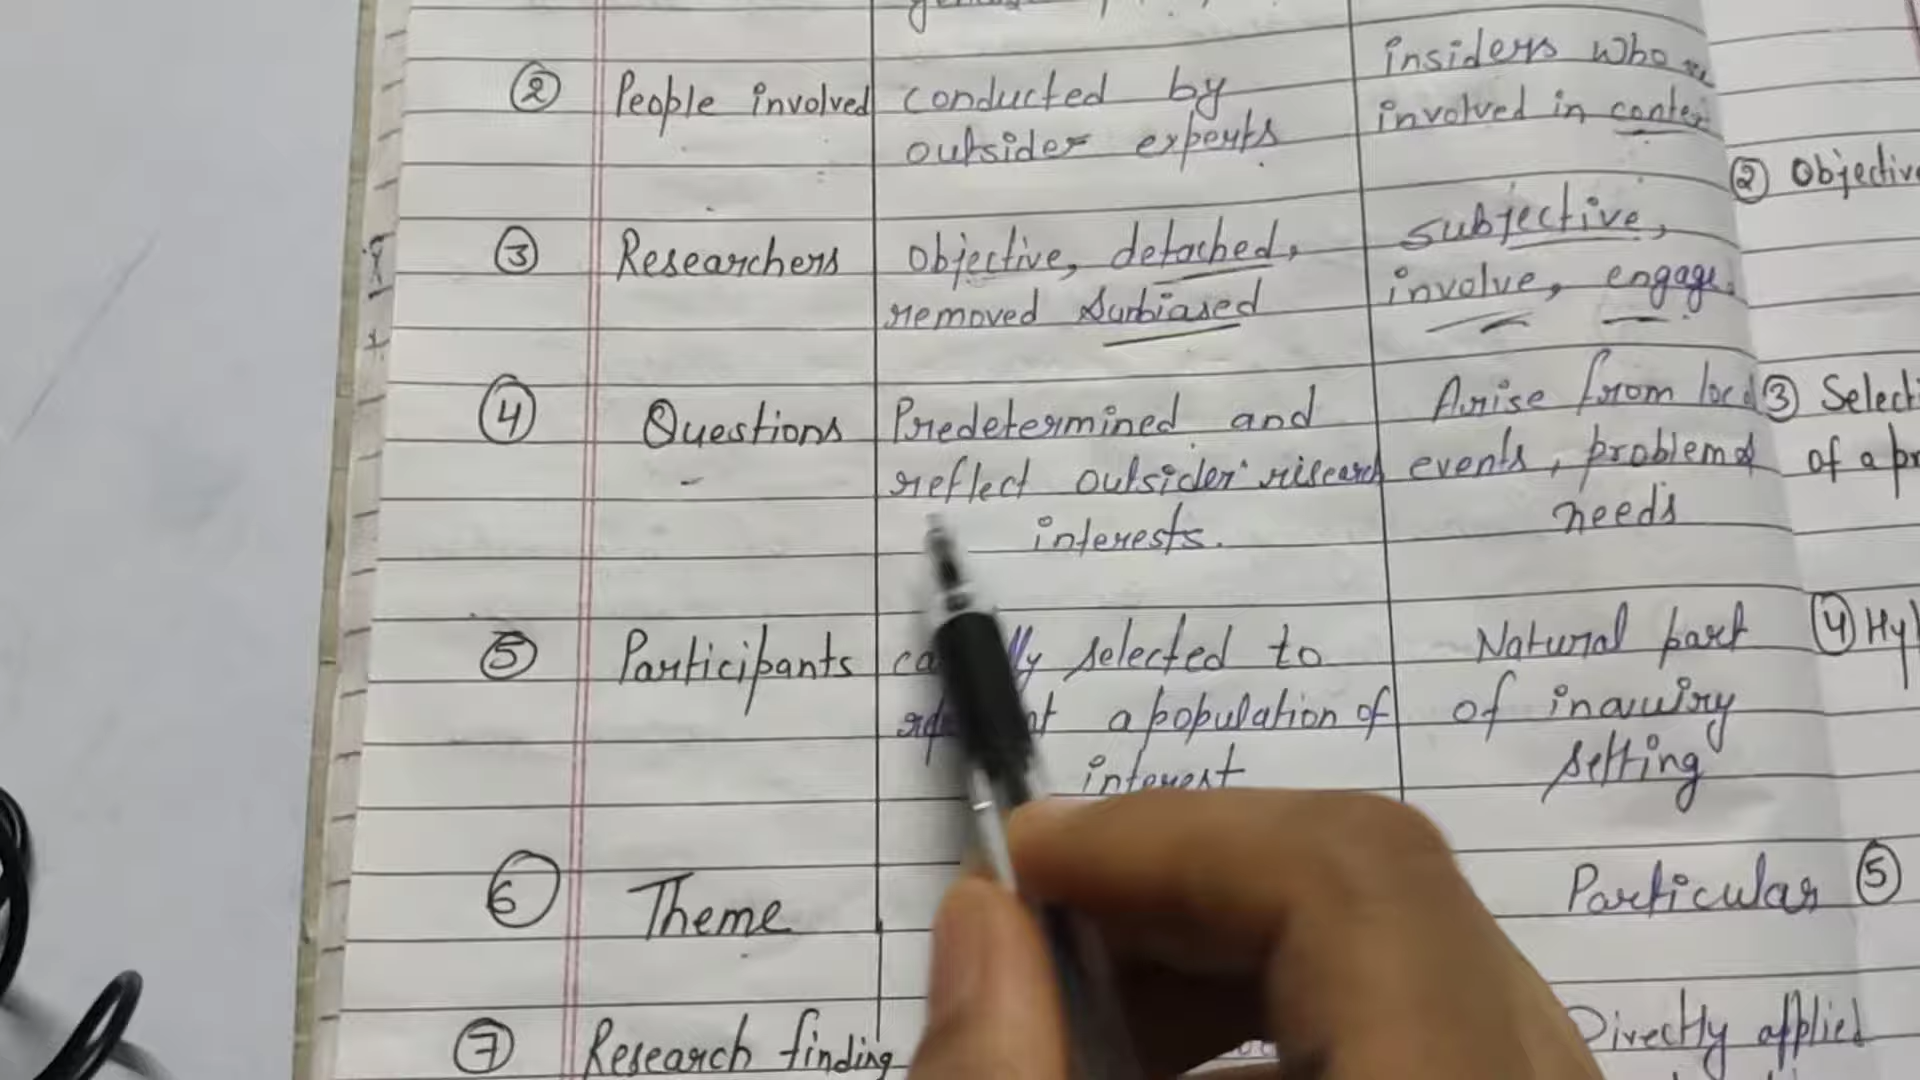 ② People involved conducted by outsider experts insiders who involved in
③ Researchers Objective, detached, removed subjective, involve, engage.
④ Questions Predetermined and reflect outsider research interests. Arise from local events, problems needs
⑤ Participants selected to a population of interest Natural part of inquiry setting
⑥ Theme Particular
⑦ Research finding Directly applied
② Objective
③
of a
④
⑤